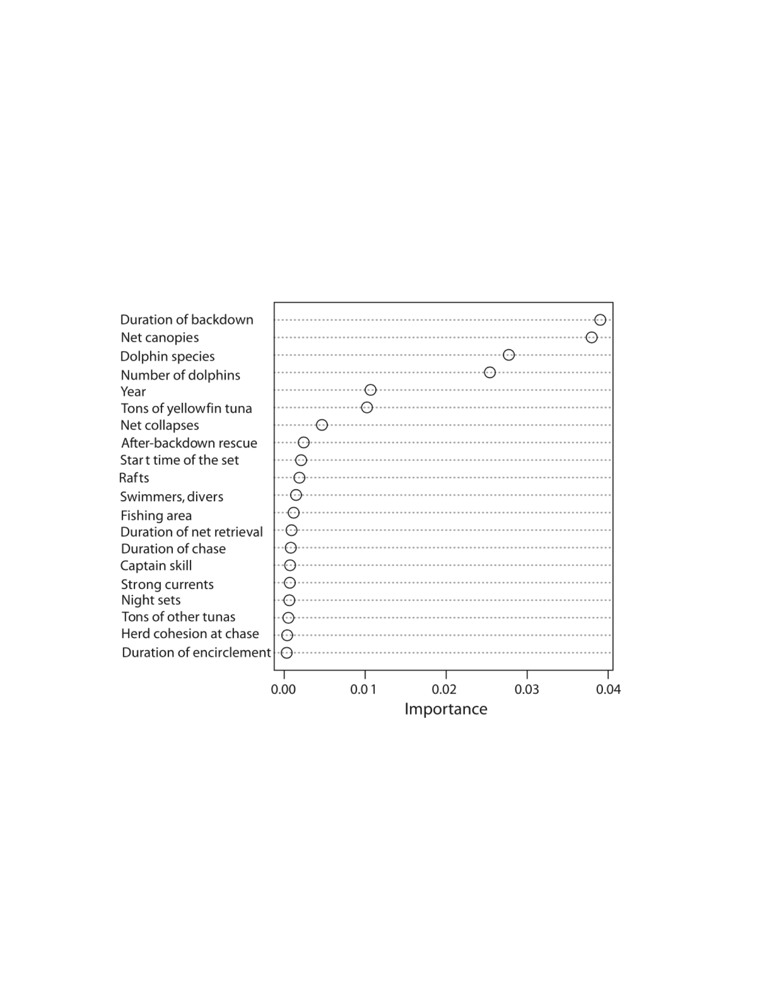 Duration of backdown
Net canopies
Dolphin species
Number of dolphins
Year
Tons of yellowfin tuna
Net collapses
After-backdown rescue
Start time of the set
Rafts
Swimmers, divers
Fishing area
Duration of net retrieval
Duration of chase
Captain skill
Strong currents
Night sets
Tons of other tunas
Herd cohesion at chase
Duration of encirclement
0.00 0.01 0.02 0.03 0.04
Importance